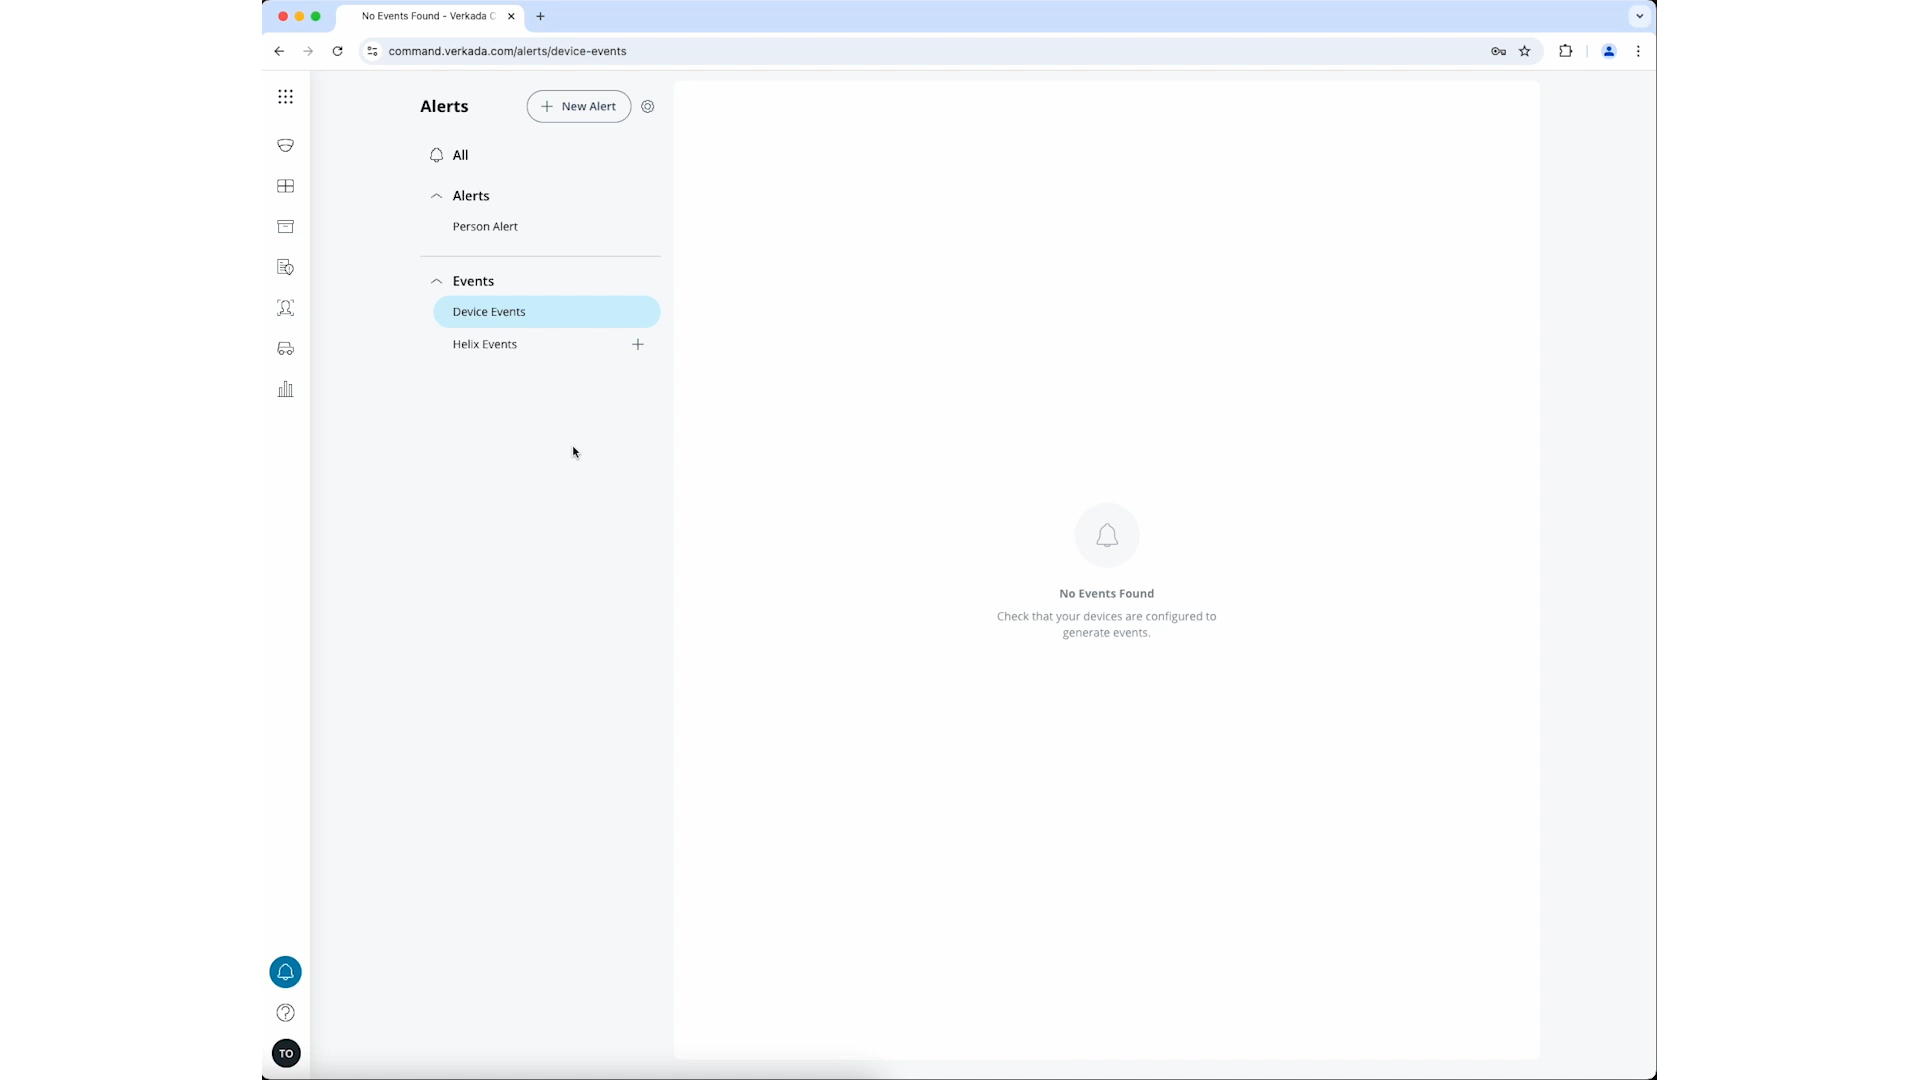 No Events Found - Verkada C
command.verkada.com/alerts/device-events
Alerts
New Alert
All
Alerts
Person Alert
Events
Device Events
Helix Events
No Events Found
Check that your devices are configured to
generate events.
TO